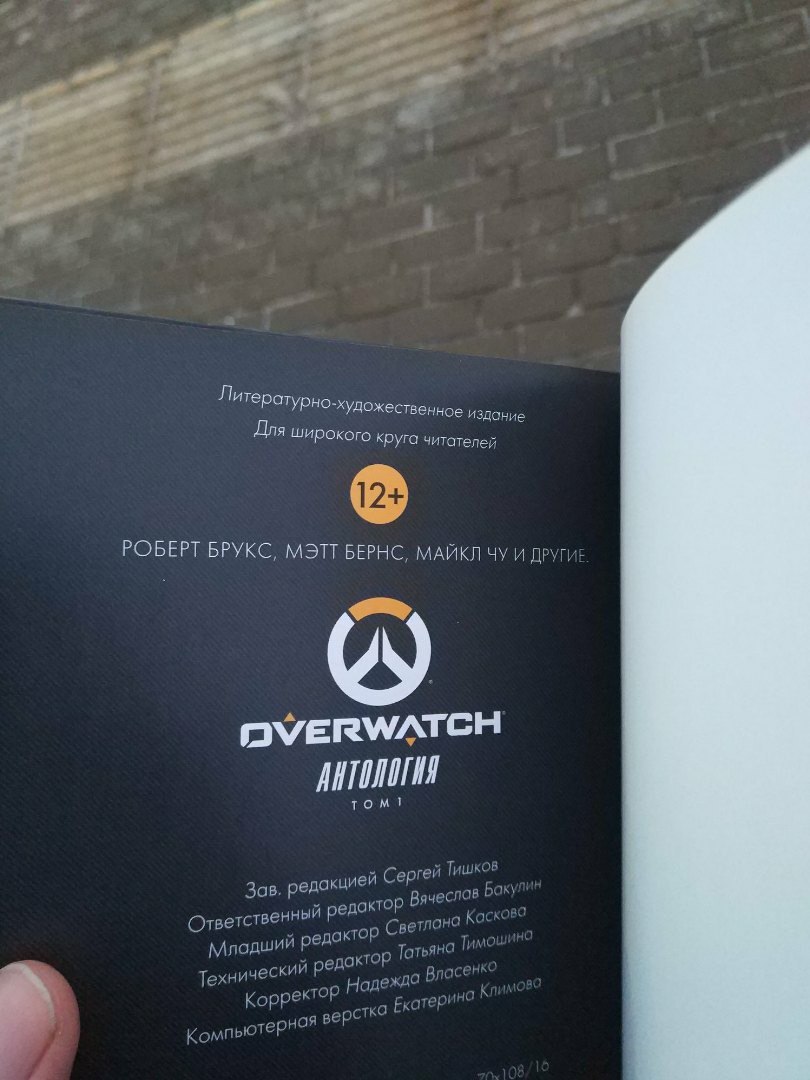 Литературно-художественное издание
Для широкого круга читателей
12+
РОБЕРТ БРУКС, МЭТТ БЕРНС, МАЙКЛ ЧУ И ДРУГИЕ.
OVERWATCH
АНТОЛОГИЯ
ТОМ 1
Зав. редакцией Сергей Тишков
Ответственный редактор Вячеслав Бакулин
Младший редактор Светлана Каскова
Технический редактор Татьяна Тимошина
Корректор Надежда Власенко
Компьютерная верстка Екатерина Климова
70x108/16